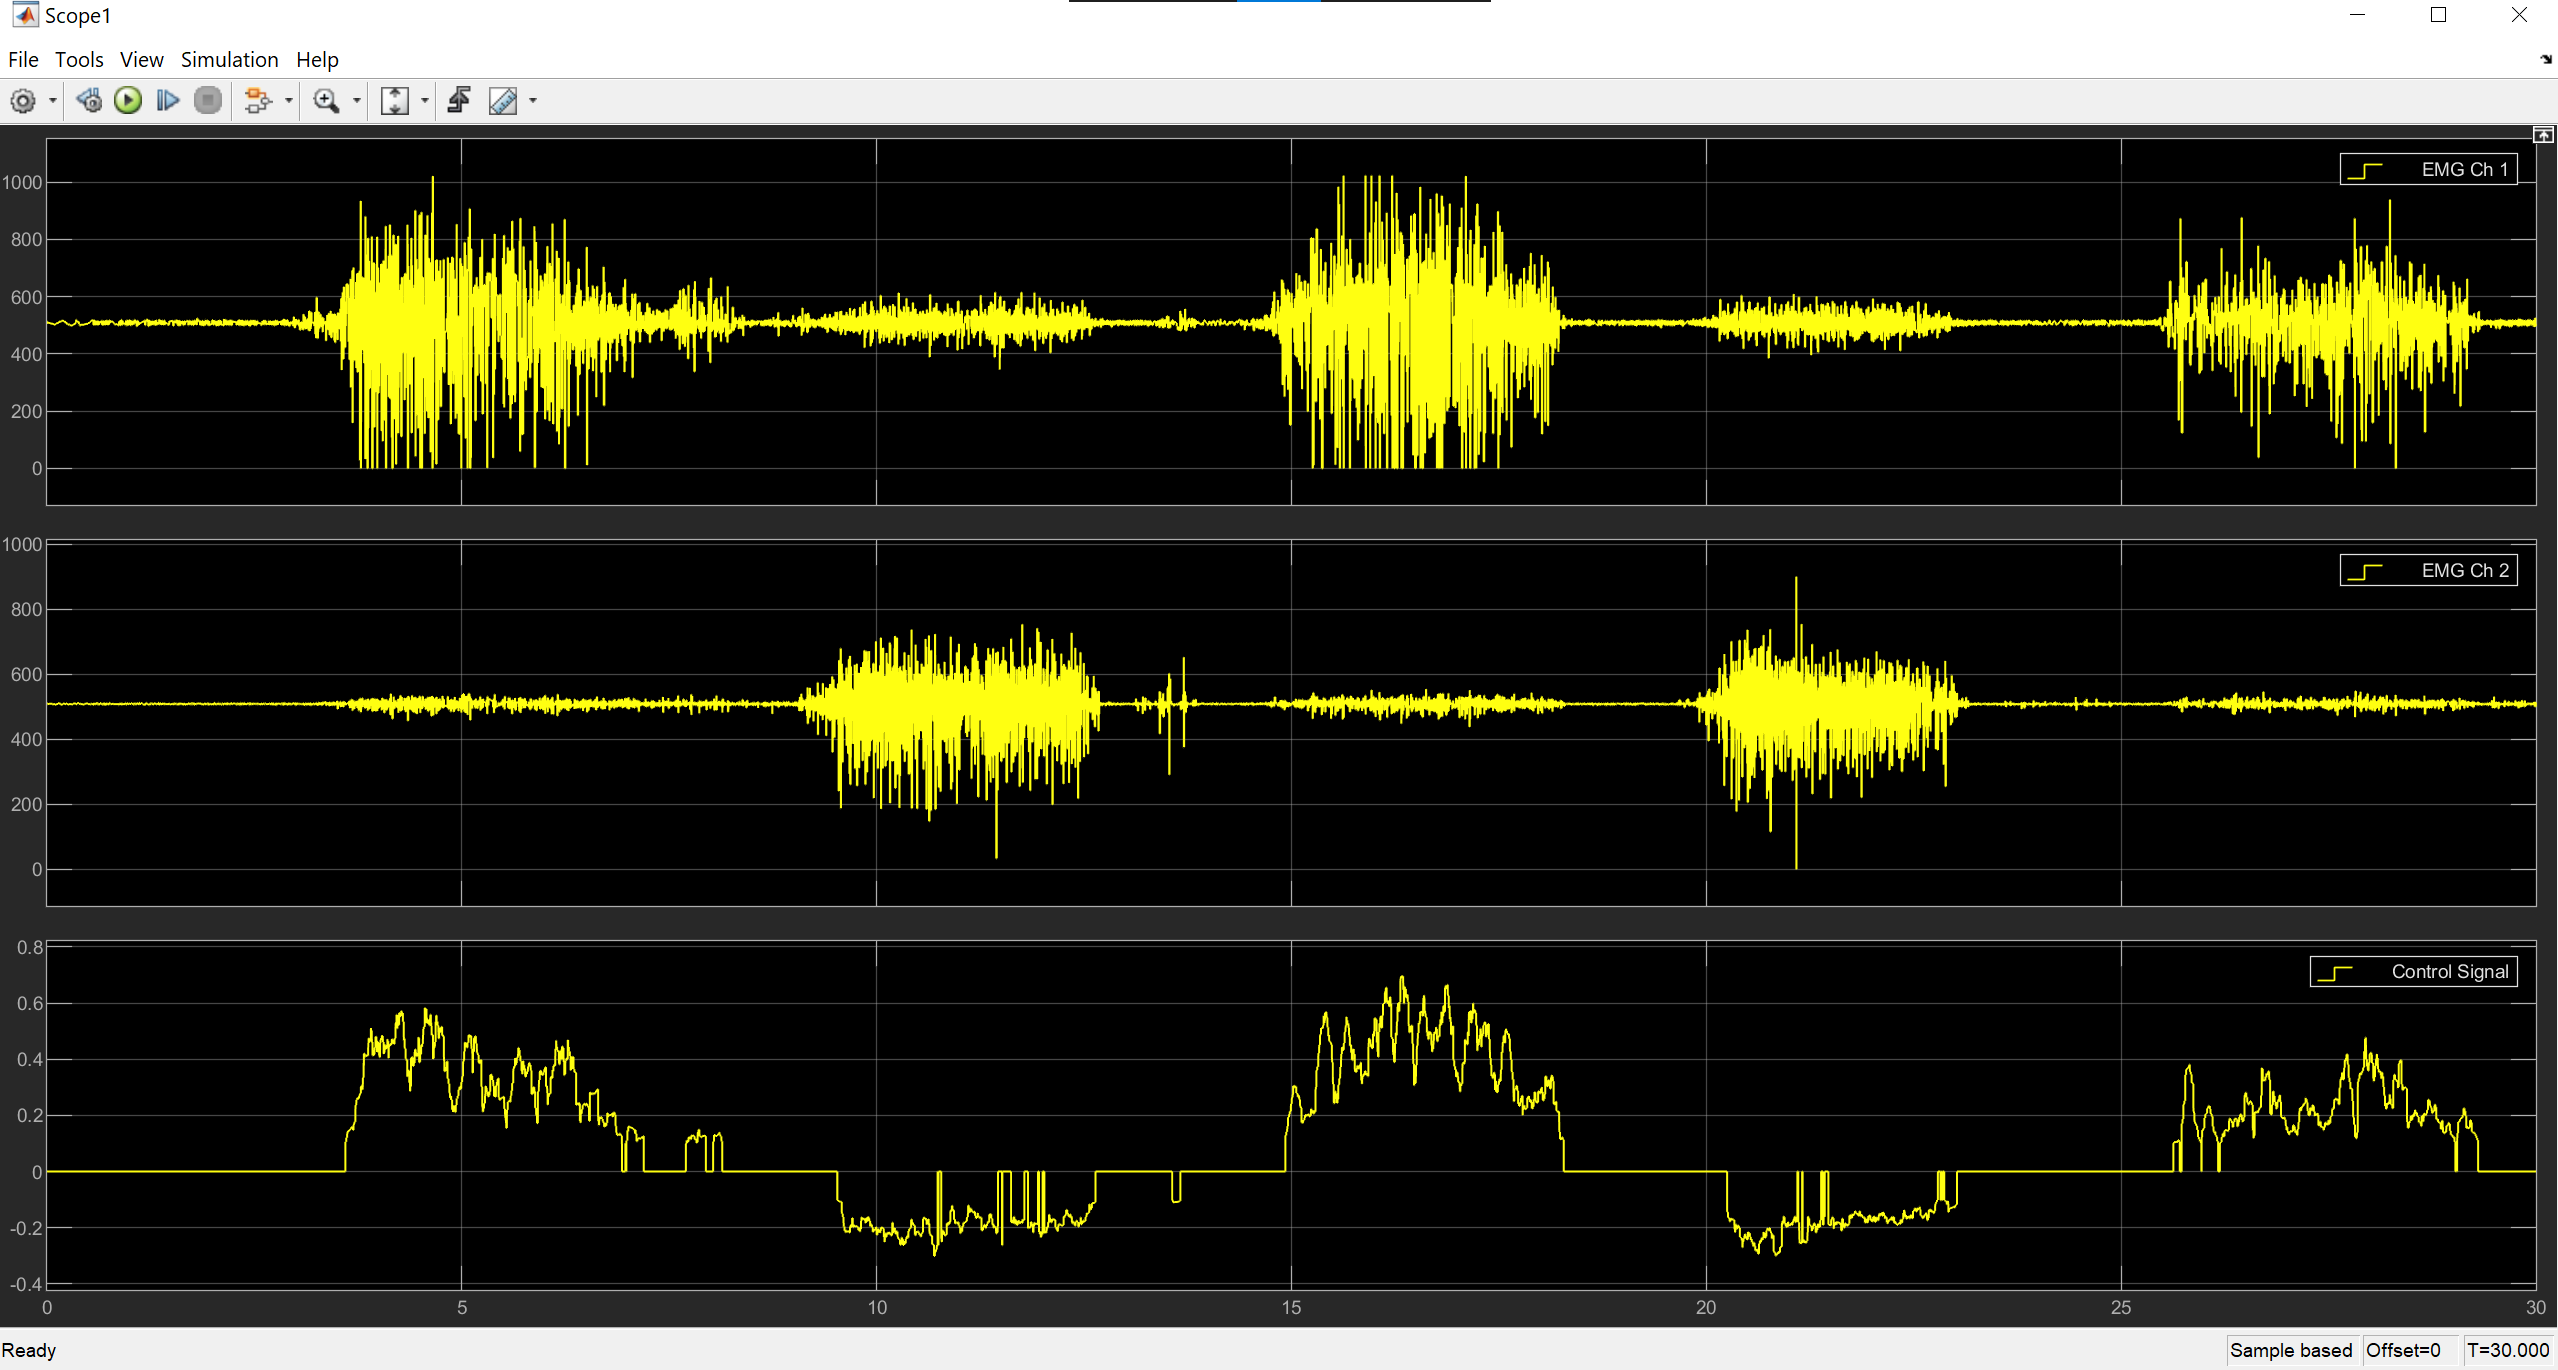 Scope1
File Tools View Simulation Help
EMG Ch 1
1000
800
600
400
200
0
EMG Ch 2
1000
800
600
400
200
0
Control Signal
0.8
0.6
0.4
0.2
0
-0.2
-0.4
0 5 10 15 20 25 30
Ready Sample based Offset=0 T=30.000